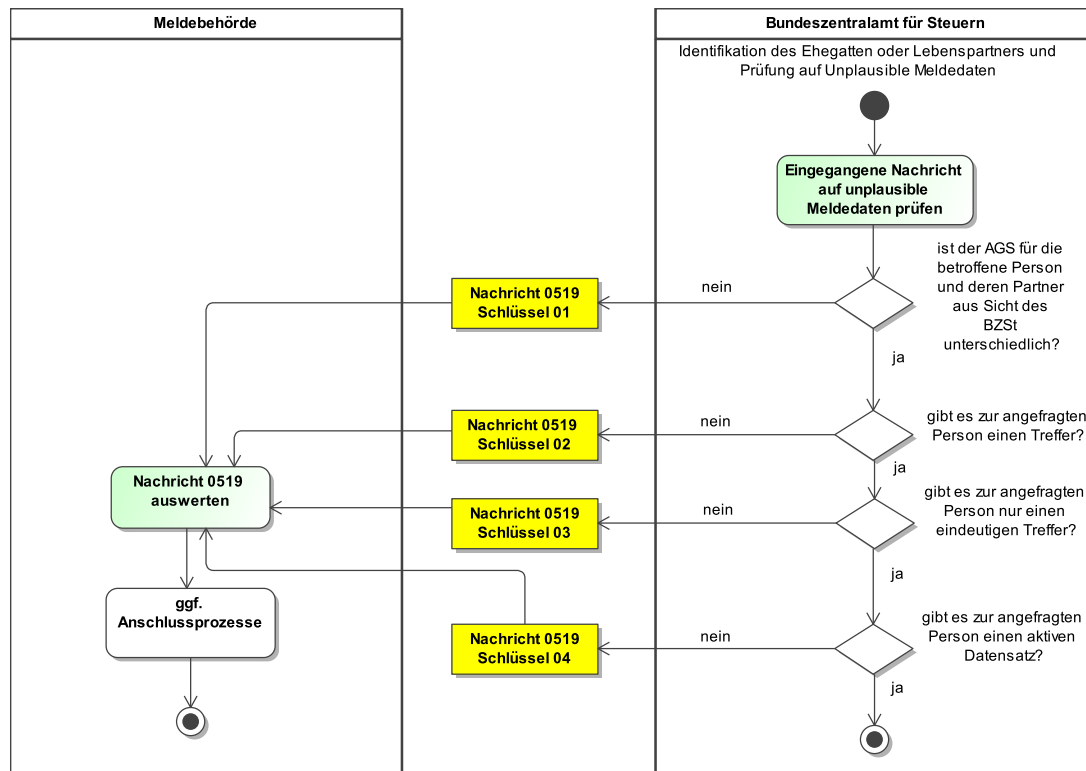 Meldebehörde
Bundeszentralamt für Steuern
Identifikation des Ehegatten oder Lebenspartners und
Prüfung auf Unplausible Meldedaten
Eingegangene Nachricht
auf unplausible
Meldedaten prüfen
ist der AGS für die
betroffene Person
und deren Partner
aus Sicht des
BZSt
unterschiedlich?
nein
Nachricht 0519
Schlüssel 01
ja
gibt es zur angefragten
Person einen Treffer?
nein
Nachricht 0519
Schlüssel 02
ja
gibt es zur angefragten
Person nur einen
eindeutigen Treffer?
nein
Nachricht 0519
Schlüssel 03
ja
gibt es zur angefragten
Person einen aktiven
Datensatz?
nein
Nachricht 0519
Schlüssel 04
ja
Nachricht 0519
auswerten
ggf.
Anschlussprozesse